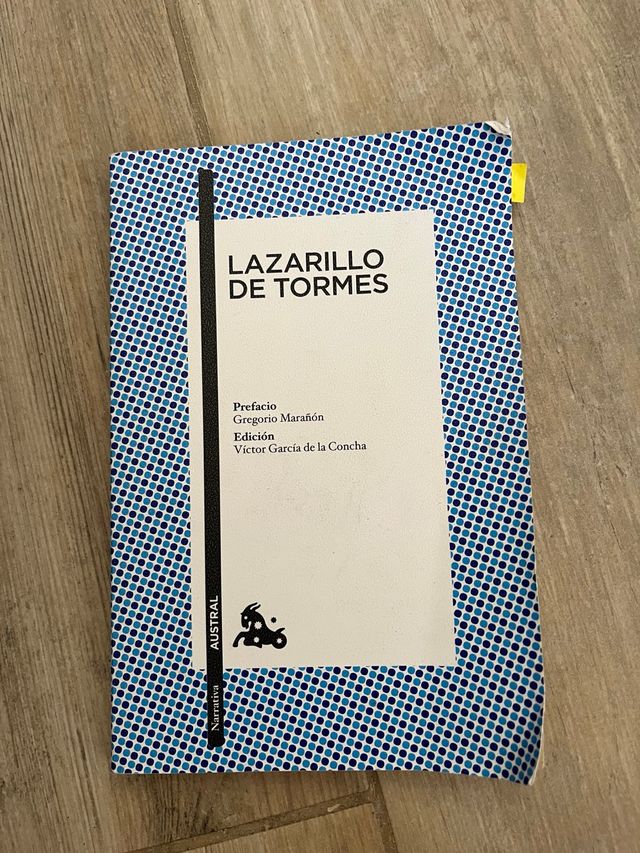 LAZARILLO
DE TORMES
Prefacio
Gregorio Marañón
Edición
Víctor García de la Concha
Narrativa
AUSTRAL